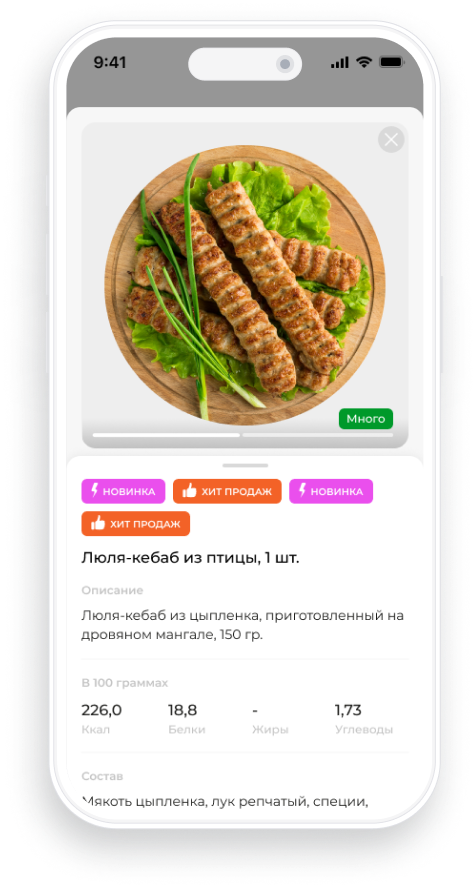 9:41
Много
НОВИНКА ХИТ ПРОДАЖ НОВИНКА
ХИТ ПРОДАЖ
Люля-кебаб из птицы, 1 шт.
Описание
Люля-кебаб из цыпленка, приготовленный на
дровяном мангале, 150 гр.
В 100 граммах
226,0 18,8 - 1,73
Ккал Белки Жиры Углеводы
Состав
Мякоть цыпленка, лук репчатый, специи,